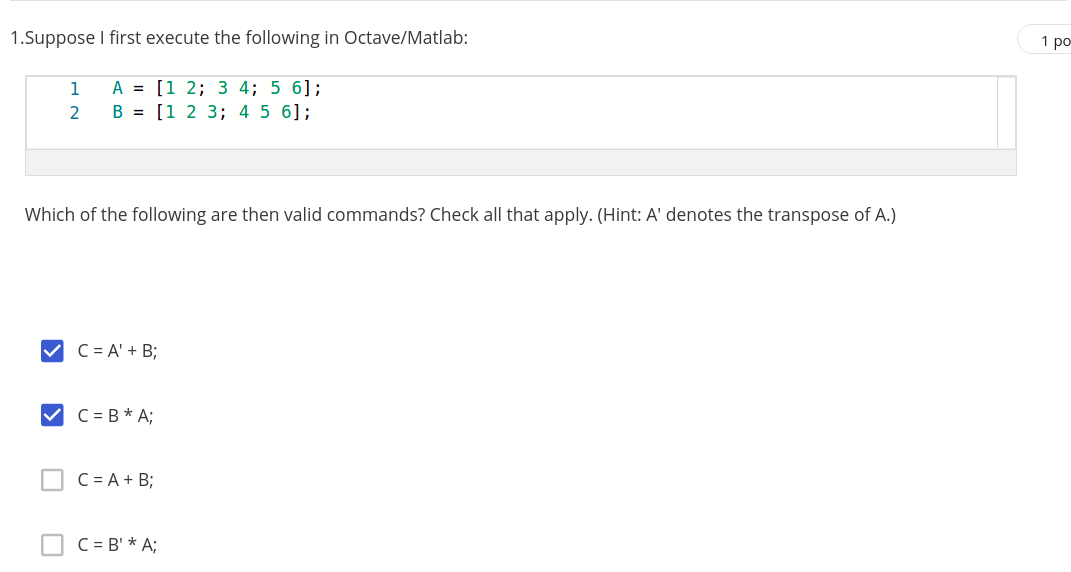 1.Suppose I first execute the following in Octave/Matlab:
1 po
1 A = [1 2; 3 4; 5 6];
2 B = [1 2 3; 4 5 6];
Which of the following are then valid commands? Check all that apply. (Hint: A' denotes the transpose of A.)
C = A' + B;
C = B * A;
C = A + B;
C = B' * A;